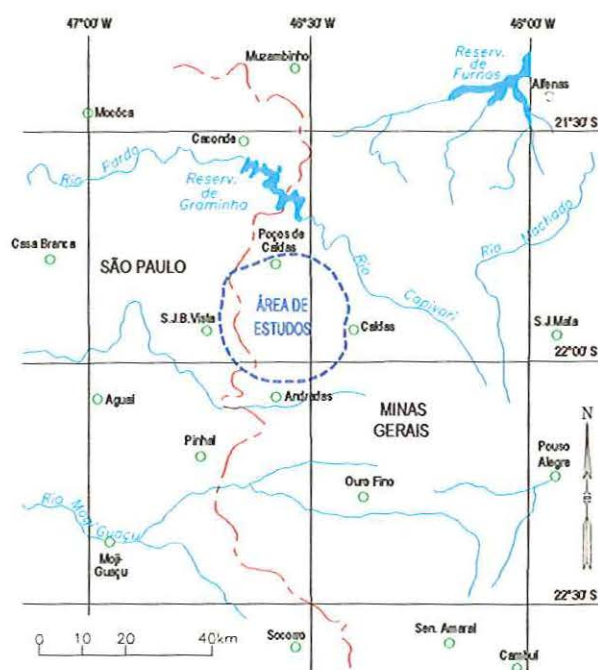 47°00' W
46°30'
46°00' W
Muzambinho
Reserv.
de
Furnas
Alfenas
Mocóca
21°30' S
Caconde
Rio Pardo
Reserv.
de
Graminha
Rio Machado
Casa Branca
Poços de
Caldas
SÃO PAULO
Rio Capivari
ÁREA DE
ESTUDOS
S.J.B.Vista
Caldas
S.J.Mata
22°00' S
Aguaí
Andradas
MINAS
GERAIS
Pinhal
Pouso
Alegre
Ouro Fino
Rio Mogi-Guaçu
Moji-
Guaçu
22°30' S
0 10 20 40km
Socorro
Sen. Amaral
Cambuí